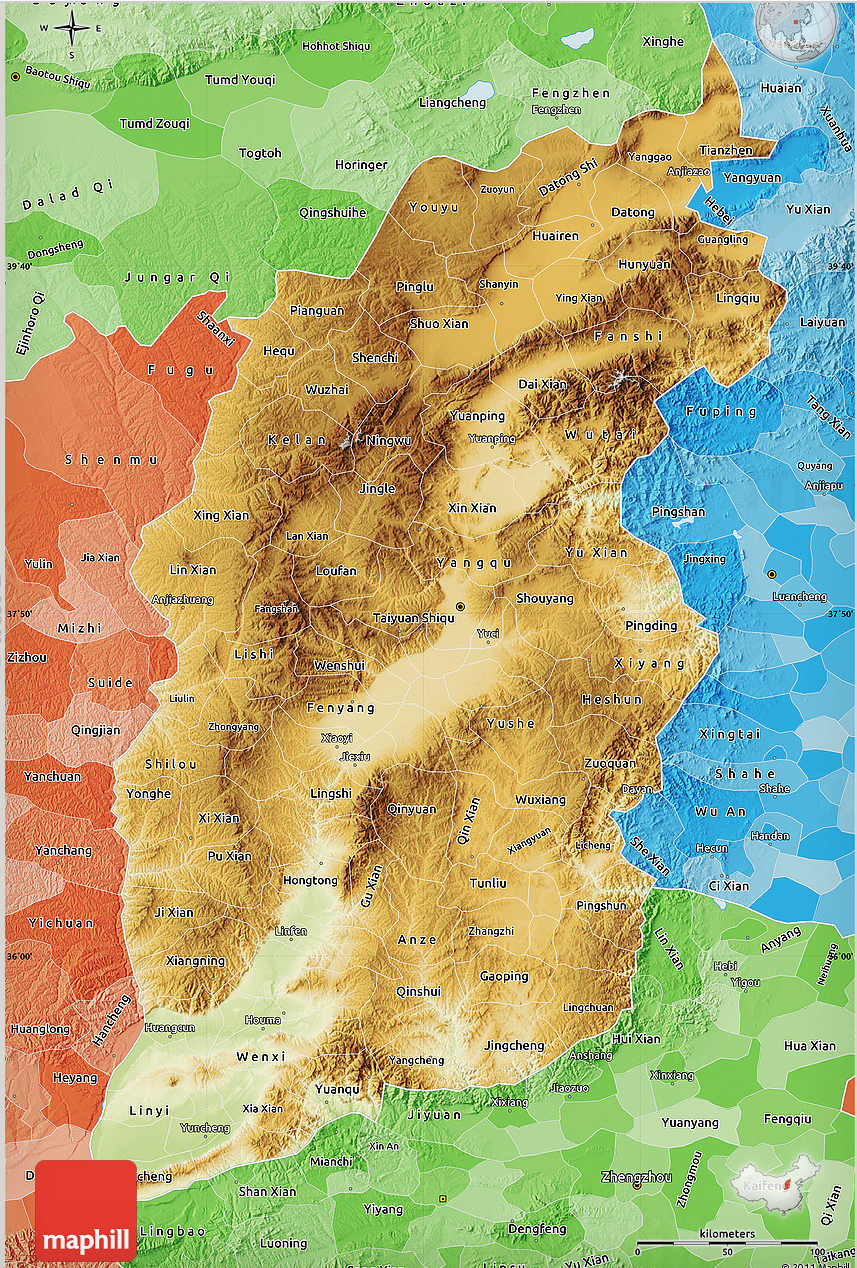 W E
S
Hohhot Shiqu
Xinghe
Baotou Shiqu
Tumd Youqi
Liangcheng
Fengzhen
Fengzhen
Huaian
Tumd Zouqi
Xuanhua
Togtoh
Horinger
Yanggao
Tianzhen
Anjiazao
Yangyuan
Dalad Qi
Zuoyun
Datong Shi
Qingshuihe
Youyu
Datong
Hebei
Yu Xian
Huairen
Guangling
Dongsheng
39°40'
39°40'
Jungar Qi
Hunyuan
Pinglu
Shanyin
Ying Xian
Lingqiu
Ejinhoro Qi
Shaanxi
Pianguan
Shuo Xian
Fanshi
Laiyuan
Hequ
Shenchi
Fugu
Wuzhai
Dai Xian
Fuping
Tang Xian
Yuanping
Yuanping
Wutai
Kelan
Ningwu
Shenmu
Quyang
Anjiapu
Jingle
Xing Xian
Xin Xian
Pingshan
Lan Xian
Yulin
Jia Xian
Lin Xian
Loufan
Yangqu
Yu Xian
Jingxing
Anjiazhuang
Fangshan
Shouyang
Luancheng
37°50'
37°50'
Taiyuan Shiqu
Mizhi
Yuci
Pingding
Zizhou
Lishi
Wenshui
Xiyang
Suide
Liulin
Fenyang
Heshun
Qingjian
Zhongyang
Yushe
Xiaoyi
Xingtai
Jiexiu
Shilou
Zuoquan
Shahe
Yanchuan
Yonghe
Lingshi
Dayan
Shahe
Qinyuan
Wuxiang
Wu An
Xi Xian
Qin Xian
Xiangyuan
Handan
Yanchang
Pu Xian
Licheng
She Xian
Hecun
Hongtong
Gu Xian
Tunliu
Ci Xian
Ji Xian
Pingshun
Yichuan
Linfen
Anze
Zhangzhi
Lin Xian
Anyang
36°00'
36°00'
Xiangning
Gaoping
Hebi
Neihuang
Yigou
Qinshui
Hancheng
Houma
Lingchuan
Huanglong
Huangcun
Hui Xian
Jingcheng
Hua Xian
Wenxi
Yangcheng
Anshang
Heyang
Yuanqu
Jiaozuo
Xinxiang
Linyi
Xia Xian
Xixiang
Jiyuan
Yuanyang
Fengqiu
Yuncheng
Xin An
Mianchi
Zhengzhou
Zhongmou
Kaifeng
Shan Xian
Yiyang
Qi Xian
maphill
Lingbao
Dengfeng
Luoning
kilometers
0 50 100
Yu Xian
Taikang
© 2011 Maphill